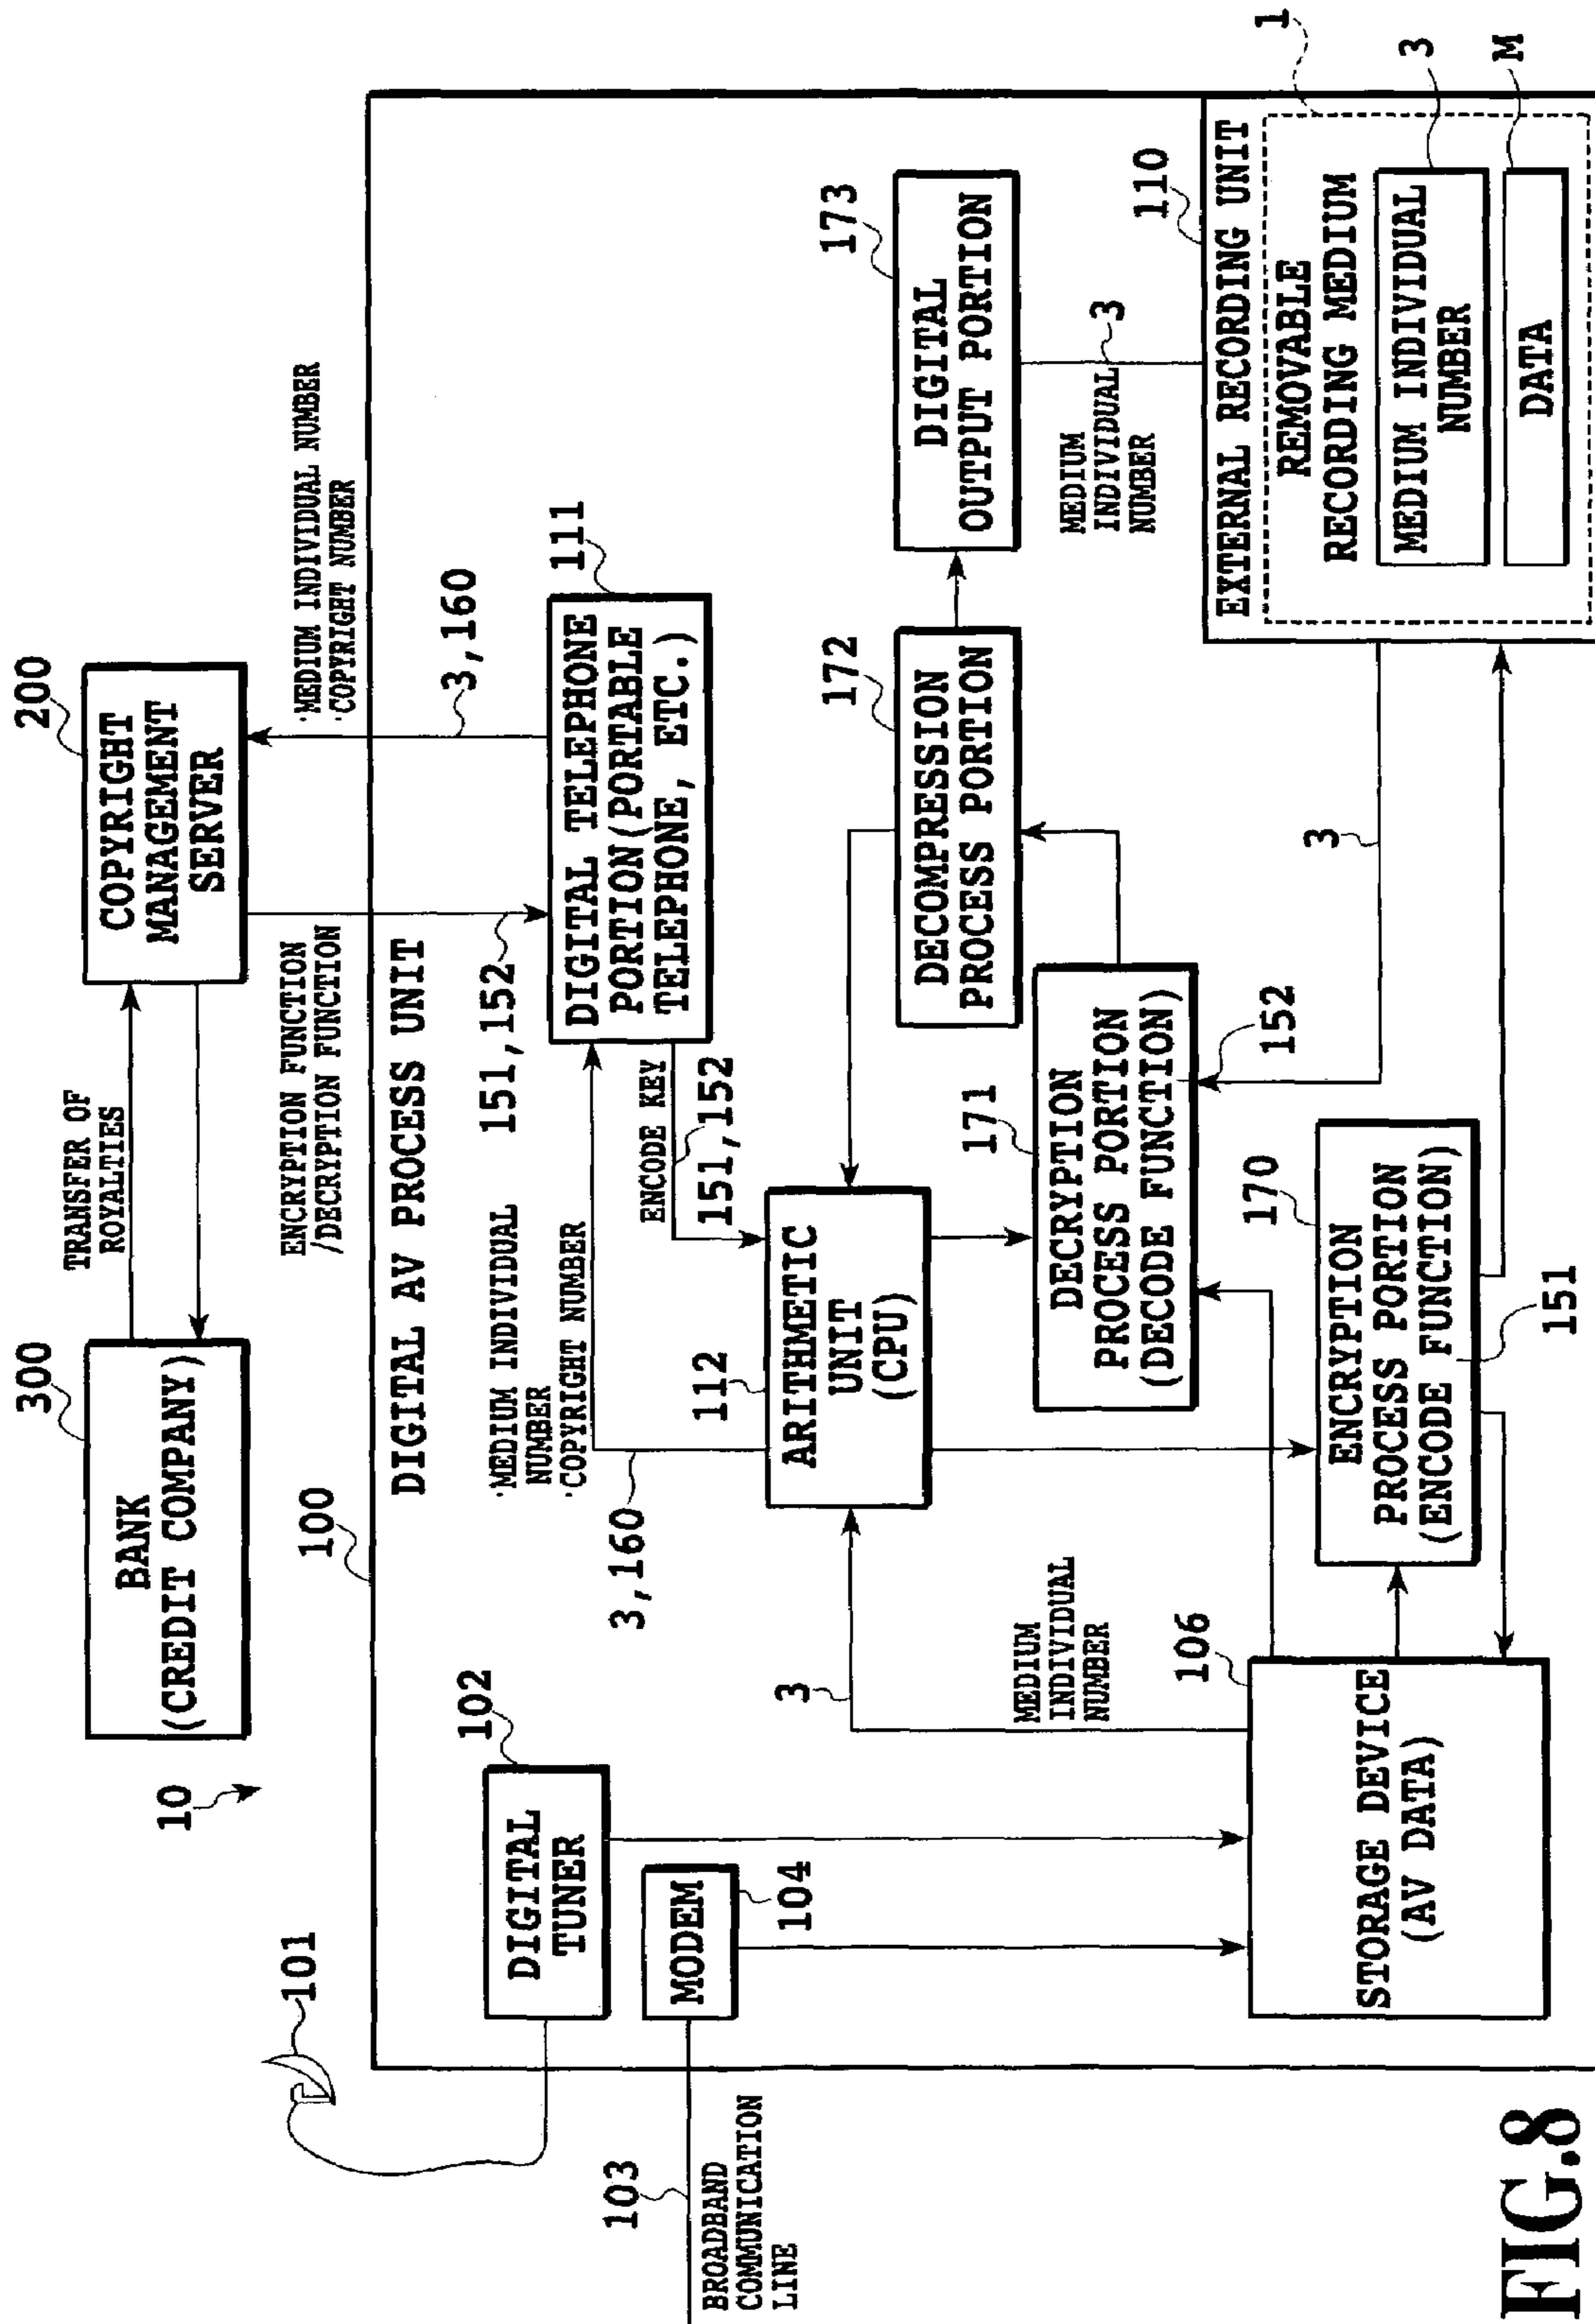 10
300
BANK
(CREDIT COMPANY)
TRANSFER OF
ROYALTIES
200
COPYRIGHT
MANAGEMENT
SERVER
ENCRYPTION FUNCTION
/DECRYPTION FUNCTION
'MEDIUM INDIVIDUAL NUMBER
'COPYRIGHT NUMBER
101
100
DIGITAL AV PROCESS UNIT
151,152
3,160
102
DIGITAL
TUNER
103
BROADBAND
COMMUNICATION
LINE
MODEM
104
'MEDIUM INDIVIDUAL
NUMBER
'COPYRIGHT NUMBER
3,160
111
DIGITAL TELEPHONE
PORTION(PORTABLE
TELEPHONE, ETC.)
ENCODE KEY
151,152
112
ARITHMETIC
UNIT
(CPU)
3
MEDIUM
INDIVIDUAL
NUMBER
172
DECOMPRESSION
PROCESS PORTION
173
DIGITAL
OUTPUT PORTION
171
DECRYPTION
PROCESS PORTION
(DECODE FUNCTION)
152
3
MEDIUM
INDIVIDUAL
NUMBER
3
106
STORAGE DEVICE
(AV DATA)
170
ENCRYPTION
PROCESS PORTION
(ENCODE FUNCTION)
151
110
EXTERNAL RECORDING UNIT
1
REMOVABLE
RECORDING MEDIUM
MEDIUM INDIVIDUAL
NUMBER
3
DATA
M
FIG.8